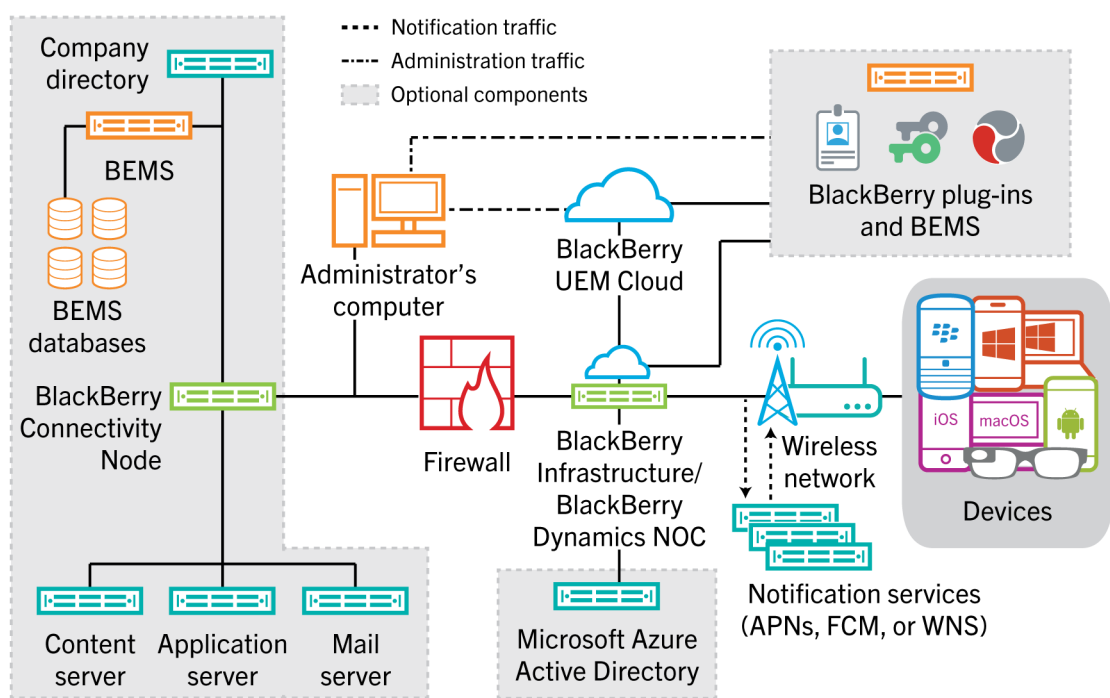 Notification traffic
Administration traffic
Optional components
Company
directory
BEMS
BEMS
databases
BlackBerry
Connectivity
Node
Content
server
Application
server
Mail
server
Administrator's
computer
Firewall
BlackBerry
UEM Cloud
BlackBerry
Infrastructure/
BlackBerry
Dynamics NOC
Microsoft Azure
Active Directory
BlackBerry plug-ins
and BEMS
Wireless
network
Notification services
(APNs, FCM, or WNS)
iOS
macOS
Devices